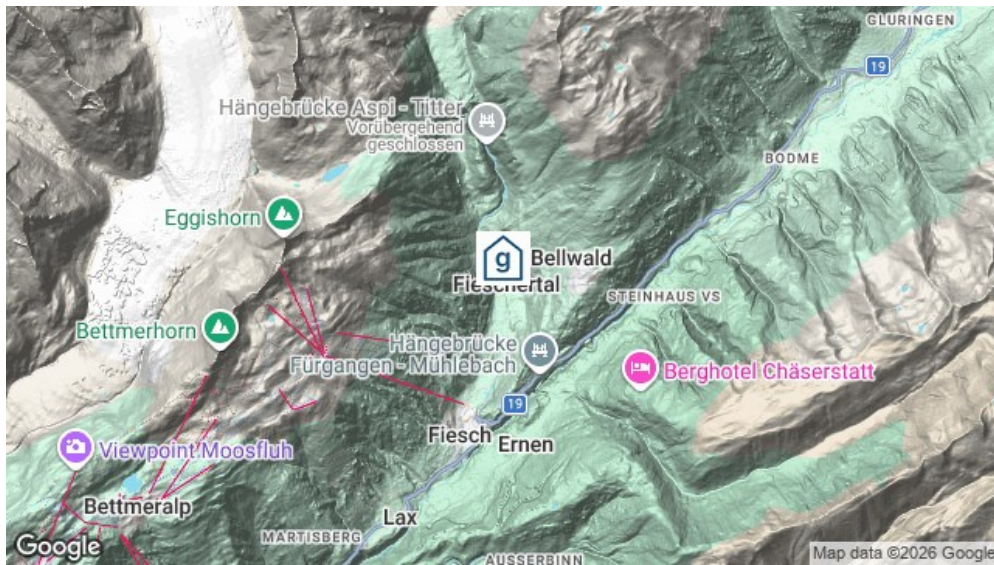 GLURINGEN
19
Hängebrücke Aspi - Titter
Vorübergehend
geschlossen
BODME
Eggishorn
g
Bellwald
Fieschertal
STEINHAUS VS
Bettmerhorn
Hängebrücke
Fürgangen - Mühlebach
Berghotel Chäserstatt
19
Fiesch
Ernen
Viewpoint Moosfluh
Bettmeralp
Lax
MARTISBERG
Google
AUSSERBINN
Map data ©2026 Google